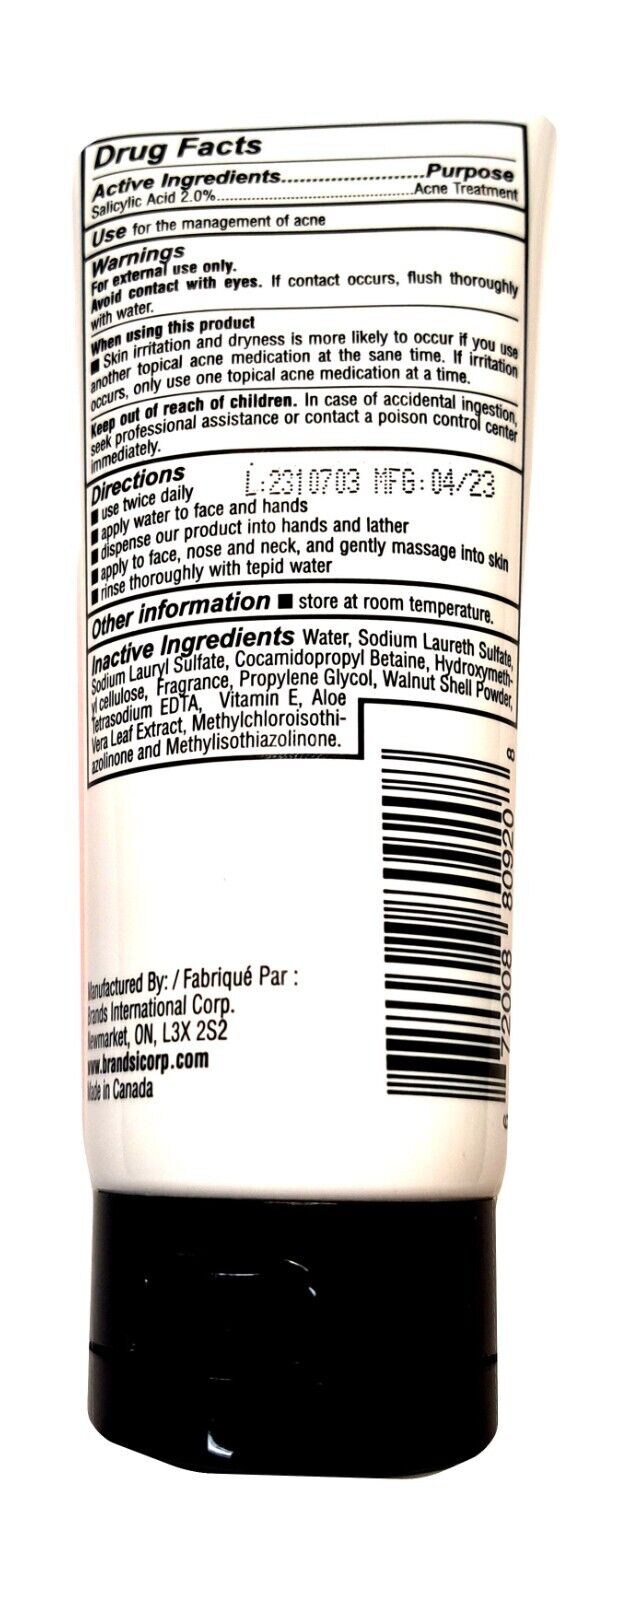 Drug Facts
Active Ingredients........................Purpose
Salicylic Acid 2.0%........................Acne Treatment
Use for the management of acne
Warnings
For external use only.
Avoid contact with eyes. If contact occurs, flush thoroughly
with water.
When using this product
■ Skin irritation and dryness is more likely to occur if you use
another topical acne medication at the sane time. If irritation
occurs, only use one topical acne medication at a time.
Keep out of reach of children. In case of accidental ingestion,
seek professional assistance or contact a poison control center
immediately.
Directions
L:2310703 MFG:04/23
■ use twice daily
■ apply water to face and hands
■ dispense our product into hands and lather
■ apply to face, nose and neck, and gently massage into skin
■ rinse thoroughly with tepid water
Other information ■ store at room temperature.
Inactive Ingredients Water, Sodium Laureth Sulfate,
Sodium Lauryl Sulfate, Cocamidopropyl Betaine, Hydroxymeth-
yl cellulose, Fragrance, Propylene Glycol, Walnut Shell Powder,
Tetrasodium EDTA, Vitamin E, Aloe
Vera Leaf Extract, Methylchloroisothi-
azolinone and Methylisothiazolinone.
6 72008 80920 8
Manufactured By: / Fabriqué Par :
Brands International Corp.
Newmarket, ON, L3X 2S2
www.brandsicorp.com
Made in Canada